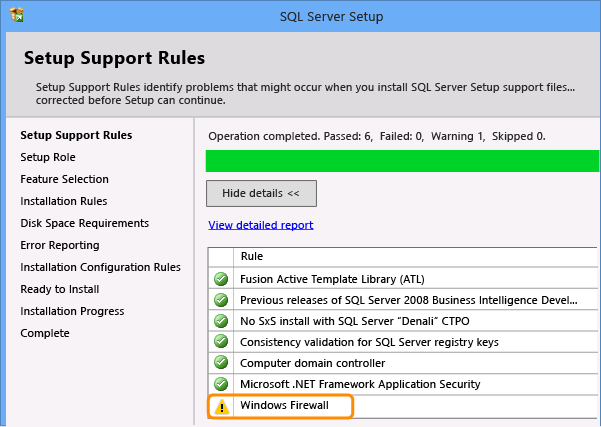 SQL Server Setup
Setup Support Rules
Setup Support Rules identify problems that might occur when you install SQL Server Setup support files...
corrected before Setup can continue.
Setup Support Rules
Setup Role
Feature Selection
Installation Rules
Disk Space Requirements
Error Reporting
Installation Configuration Rules
Ready to Install
Installation Progress
Complete
Operation completed. Passed: 6,  Failed: 0,  Warning 1,  Skipped 0.
Hide details <<
View detailed report
Rule
Fusion Active Template Library (ATL)
Previous releases of SQL Server 2008 Business Intelligence Devel...
No SxS install with SQL Server “Denali” CTPO
Consistency validation for SQL Server registry keys
Computer domain controller
Microsoft .NET Framework Application Security
Windows Firewall